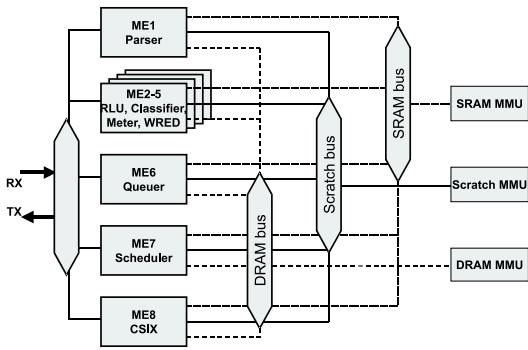 ME1
Parser
ME2-5
RLU, Classifier,
Meter, WRED
ME6
Queuer
ME7
Scheduler
ME8
CSIX
RX
TX
DRAM bus
Scratch bus
SRAM bus
SRAM MMU
Scratch MMU
DRAM MMU